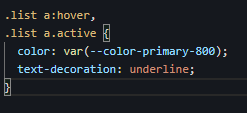 .list a:hover,
.list a.active {
  color: var(--color-primary-800);
  text-decoration: underline;
}